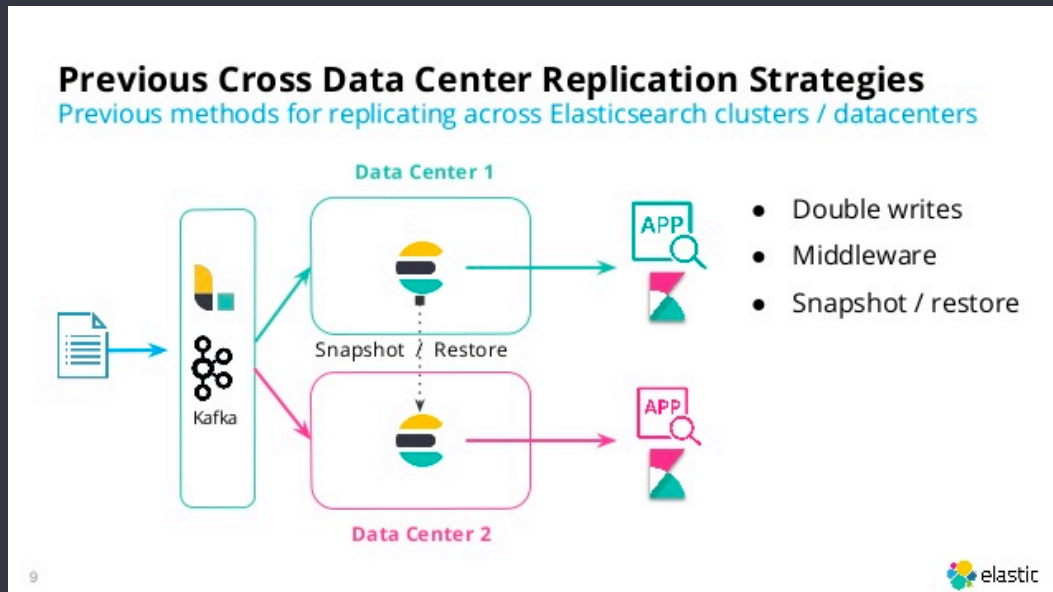 Previous Cross Data Center Replication Strategies
Previous methods for replicating across Elasticsearch clusters / datacenters
Data Center 1
APP
● Double writes
● Middleware
● Snapshot / restore
Snapshot / Restore
Kafka
APP
Data Center 2
9
elastic